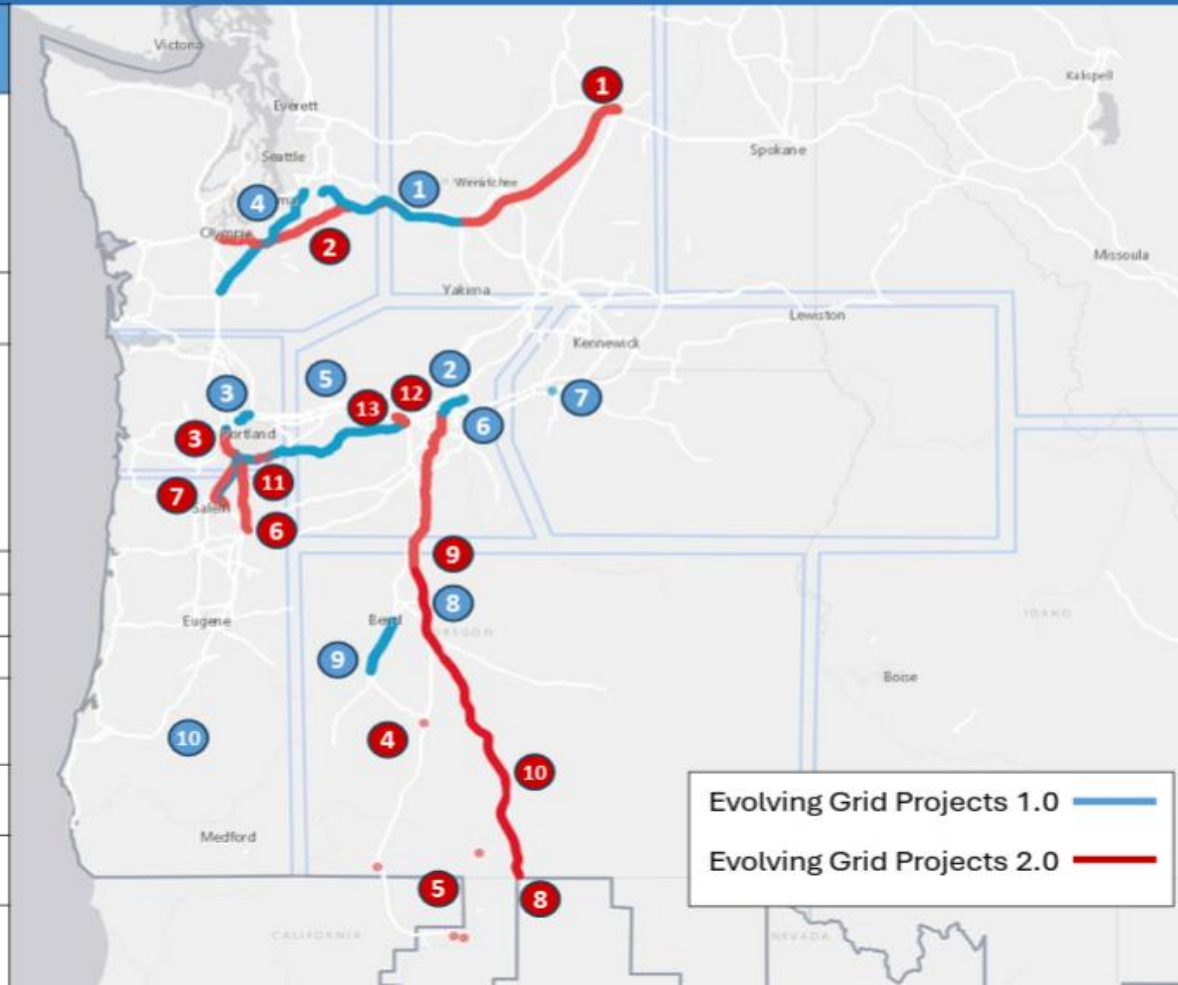 Victoria
Kalispell
1
Everett
Seattle
Spokane
Wenatchee
1
4
ma
Olympia
2
Missoula
Yakima
Lewiston
Kennewick
2
5
12
3
7
13
6
3
Portland
11
7
Salem
6
9
8
Eugene
Bend
OREGON
IDAHO
9
Boise
10
4
10
Evolving Grid Projects 1.0
Medford
Evolving Grid Projects 2.0
5
8
CALIFORNIA
NEVADA